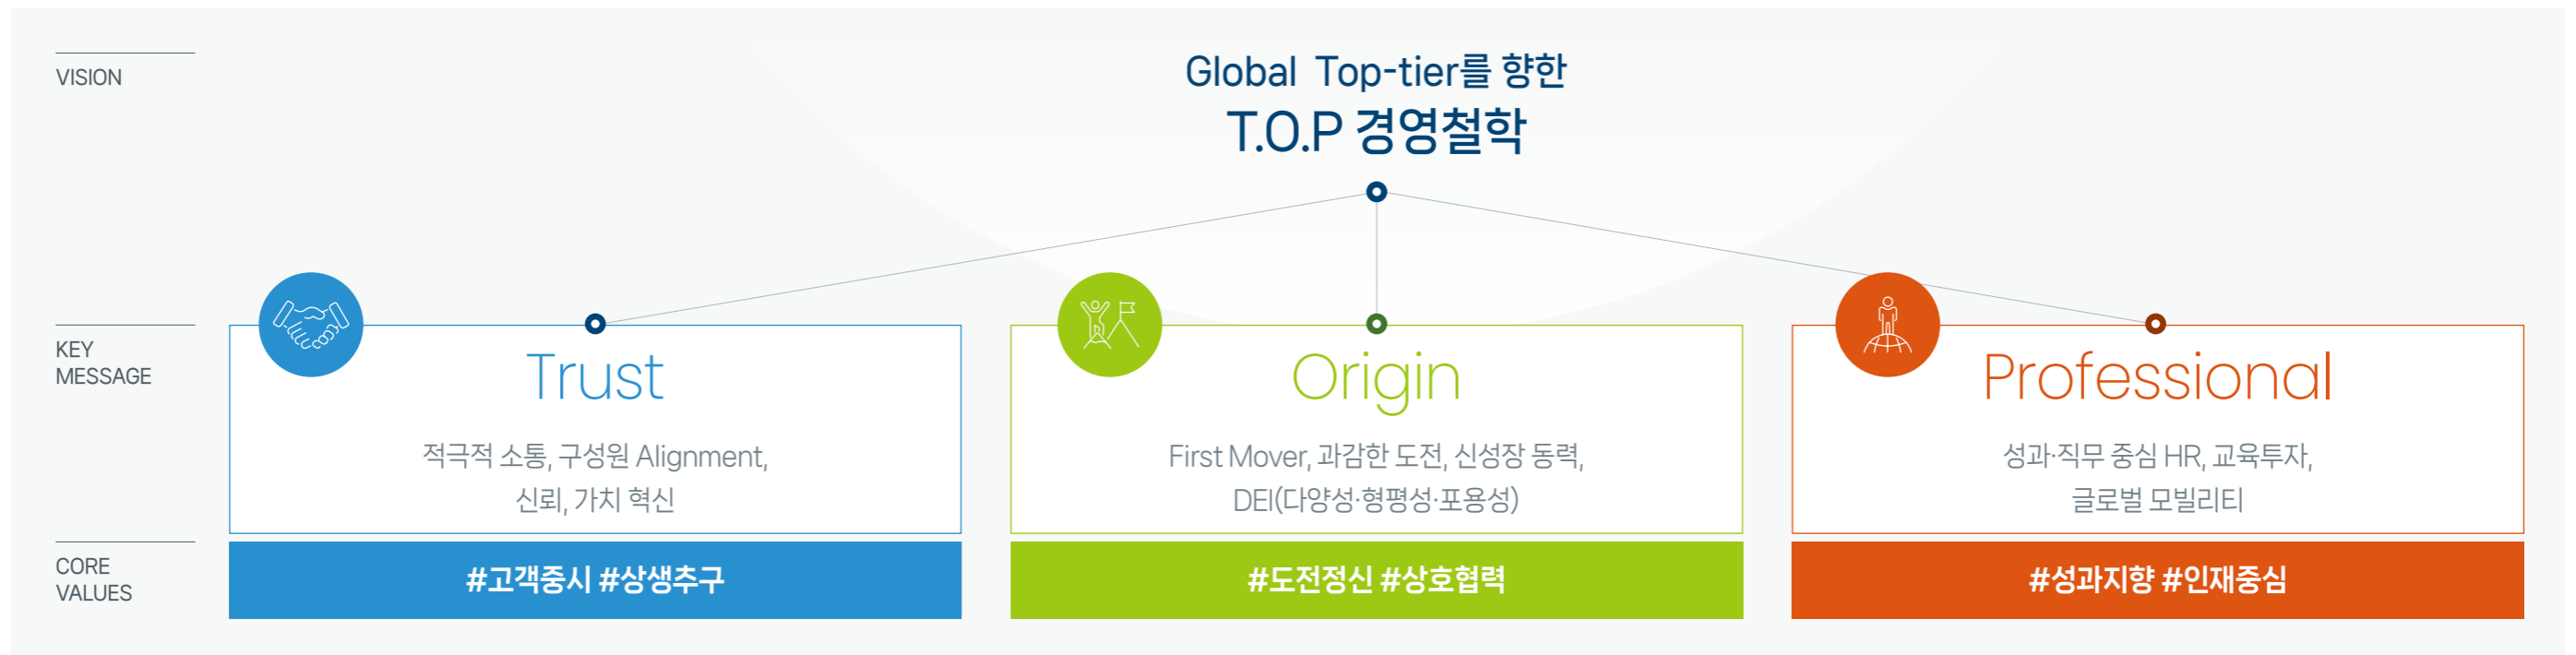 VISION
Global Top-tier를 향한
T.O.P 경영철학
KEY
MESSAGE
Trust
적극적 소통, 구성원 Alignment,
신뢰, 가치 혁신
Origin
First Mover, 과감한 도전, 신성장 동력,
DEI(다양성·형평성·포용성)
Professional
성과·직무 중심 HR, 교육투자,
글로벌 모빌리티
CORE
VALUES
#고객중시 #상생추구
#도전정신 #상호협력
#성과지향 #인재중심